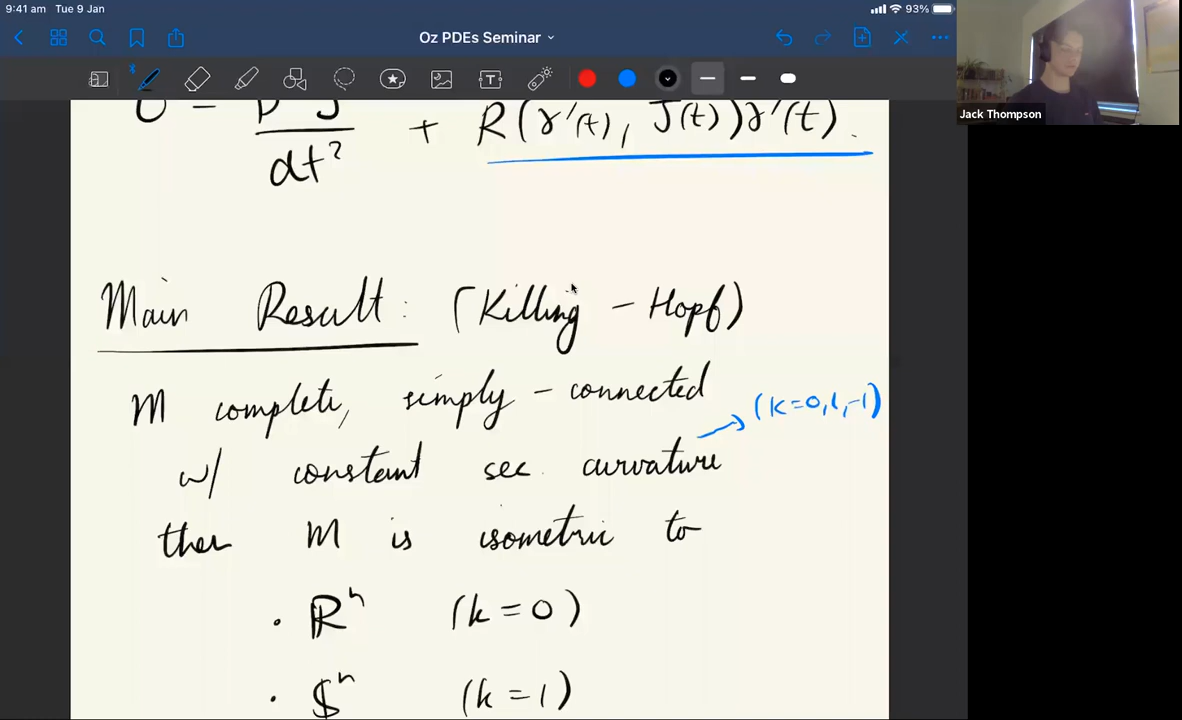 9:41 am Tue 9 Jan
93%
Oz PDEs Seminar
Jack Thompson
+ R(γ'(t), J(t))γ'(t).
dt²
Main Result: (Killing - Hopf)
M complete, simply-connected
(k=0,1,-1)
w/ constant sec. curvature
then M is isometric to
· ℝⁿ (k=0)
· $ⁿ (k=1)